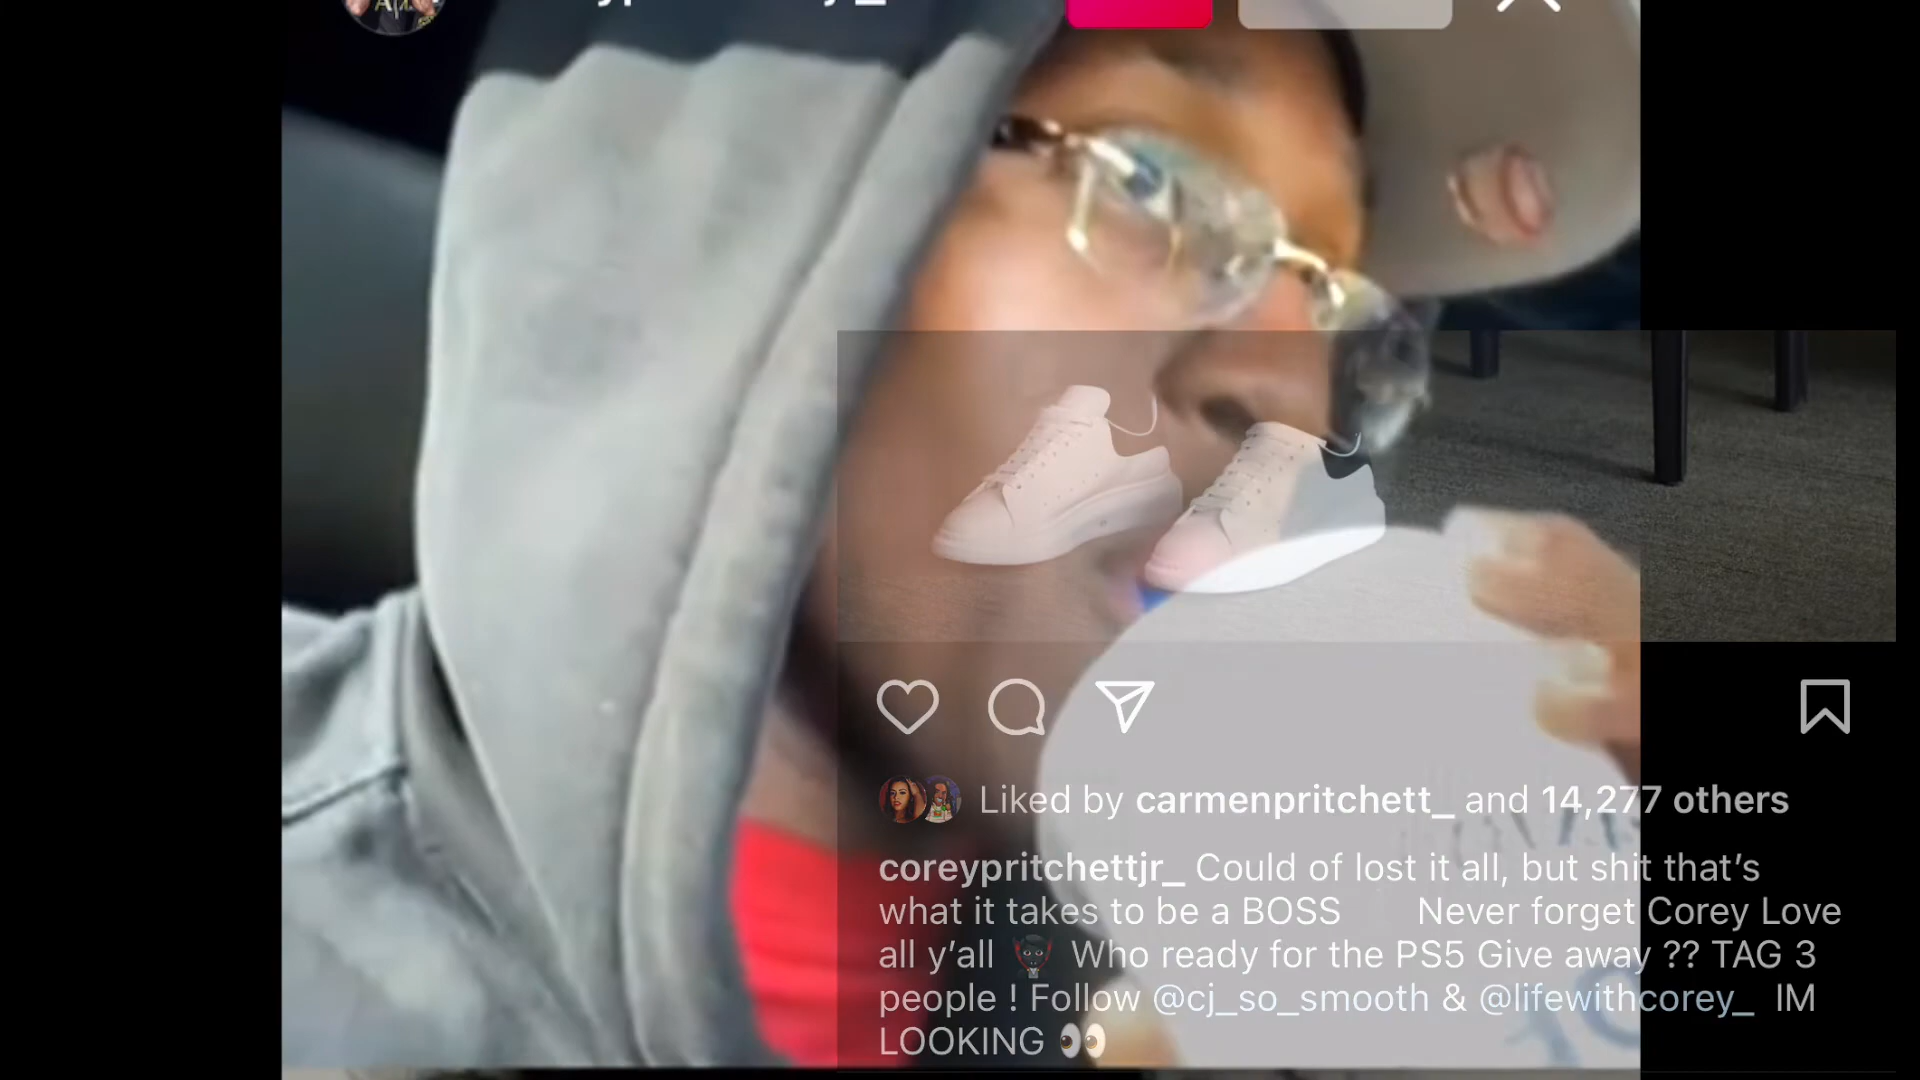 Liked by carmenpritchett_ and 14,277 others
coreypritchettjr_ Could of lost it all, but shit that’s
what it takes to be a BOSS Never forget Corey Love
all y’all 🦹🏿‍♂️ Who ready for the PS5 Give away ?? TAG 3
people ! Follow @cj_so_smooth & @lifewithcorey_ IM
LOOKING 👀